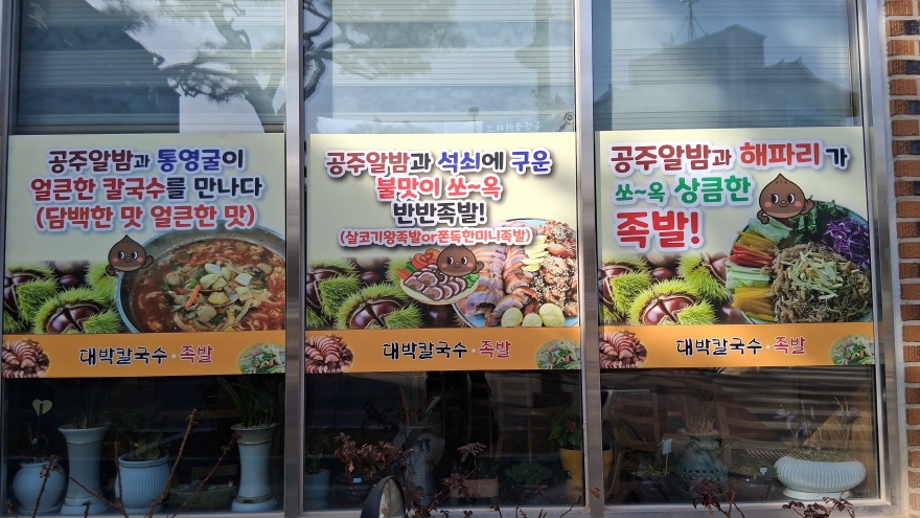 공주알밤과 통영굴이
얼큰한 칼국수를 만나다
(담백한 맛 얼큰한 맛)
대박칼국수·족발
공주알밤과 석쇠에 구운
불맛이 쏘~옥
반반족발!
(살코기왕족발or쫀득한미니족발)
대박칼국수·족발
공주알밤과 해파리가
쏘~옥 상큼한
족발!
대박칼국수·족발